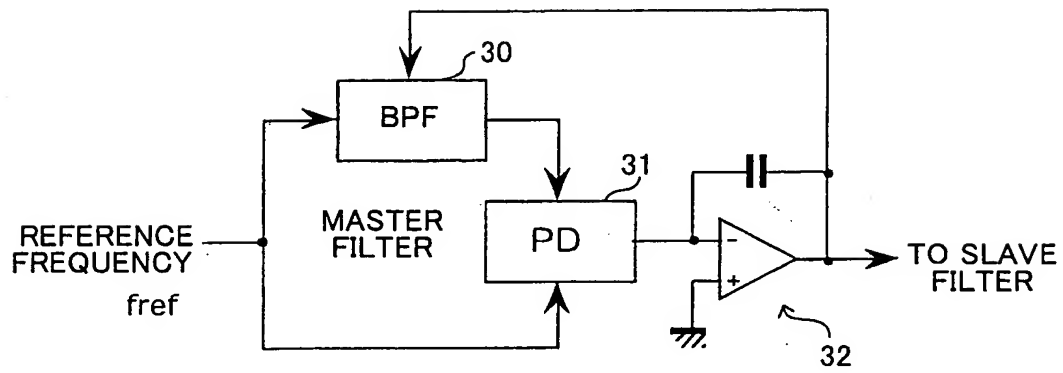 30
BPF
31
PD
MASTER
FILTER
REFERENCE
FREQUENCY
fref
−
+
TO SLAVE
FILTER
32